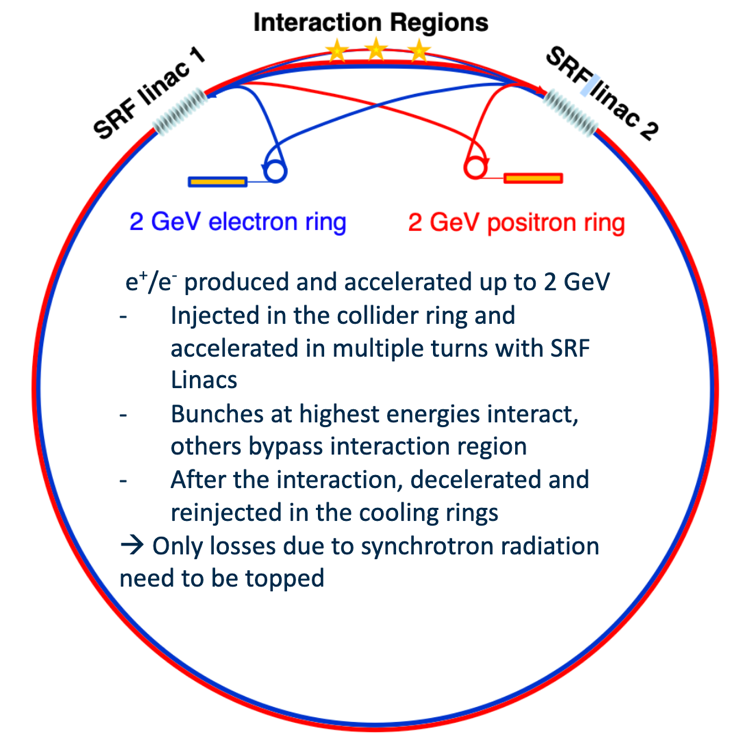 Interaction Regions
SRF linac 1
SRF linac 2
2 GeV electron ring
2 GeV positron ring
e⁺/e⁻ produced and accelerated up to 2 GeV
- Injected in the collider ring and
accelerated in multiple turns with SRF
Linacs
- Bunches at highest energies interact,
others bypass interaction region
- After the interaction, decelerated and
reinjected in the cooling rings
→ Only losses due to synchrotron radiation
need to be topped